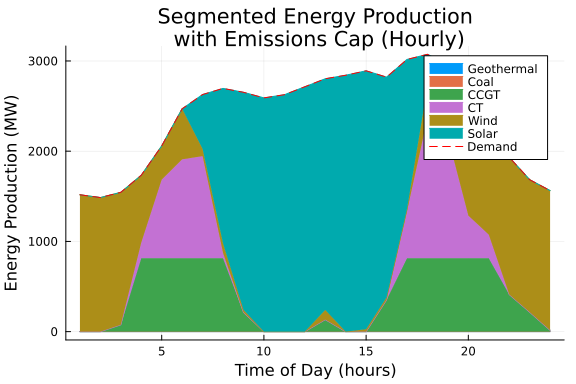 Segmented Energy Production
with Emissions Cap (Hourly)
Energy Production (MW)
3000
2000
1000
0
Geothermal
Coal
CCGT
CT
Wind
Solar
Demand
5
10
15
20
Time of Day (hours)